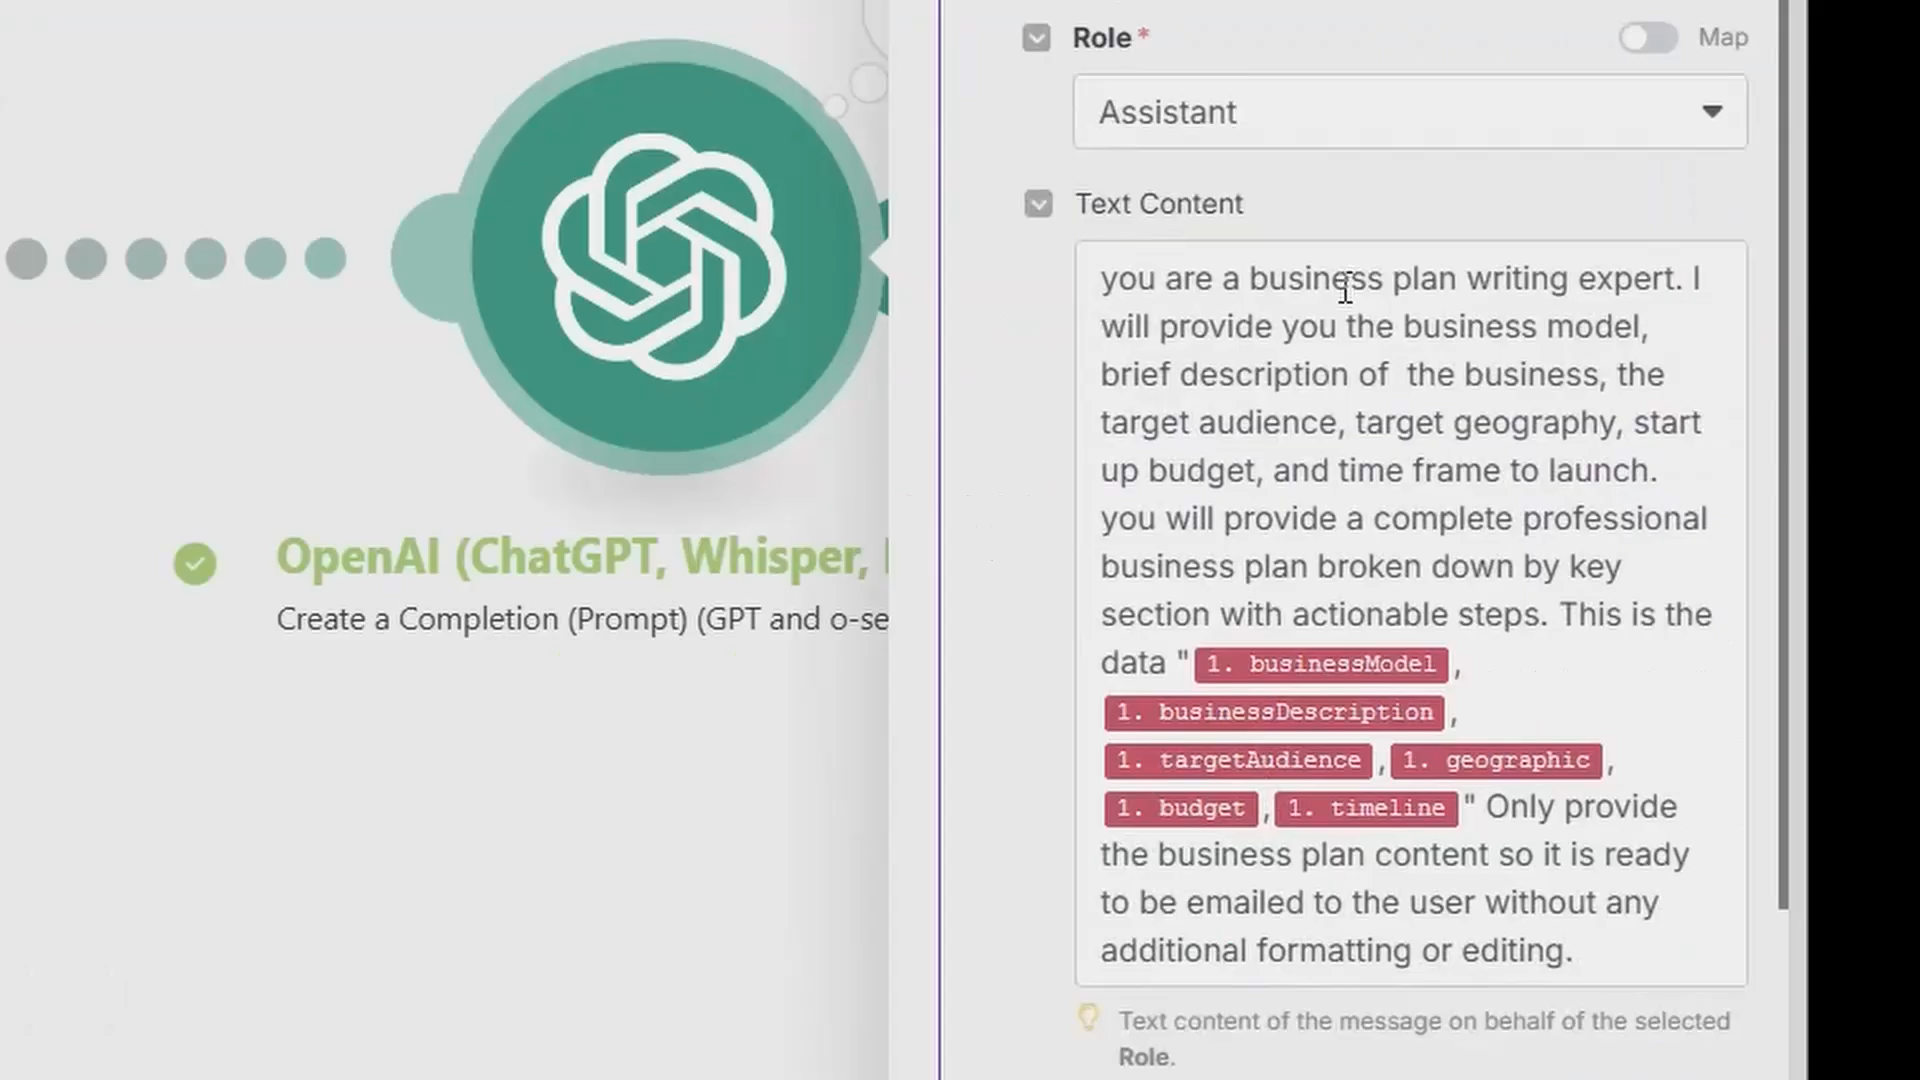 Role *
Map
Assistant
Text Content
you are a business plan writing expert. I
will provide you the business model,
brief description of  the business, the
target audience, target geography, start
up budget, and time frame to launch.
you will provide a complete professional
business plan broken down by key
section with actionable steps. This is the
data " 1. businessModel ,
1. businessDescription ,
1. targetAudience , 1. geographic ,
1. budget , 1. timeline " Only provide
the business plan content so it is ready
to be emailed to the user without any
additional formatting or editing.
Text content of the message on behalf of the selected
Role.
OpenAI (ChatGPT, Whisper,
Create a Completion (Prompt) (GPT and o-se